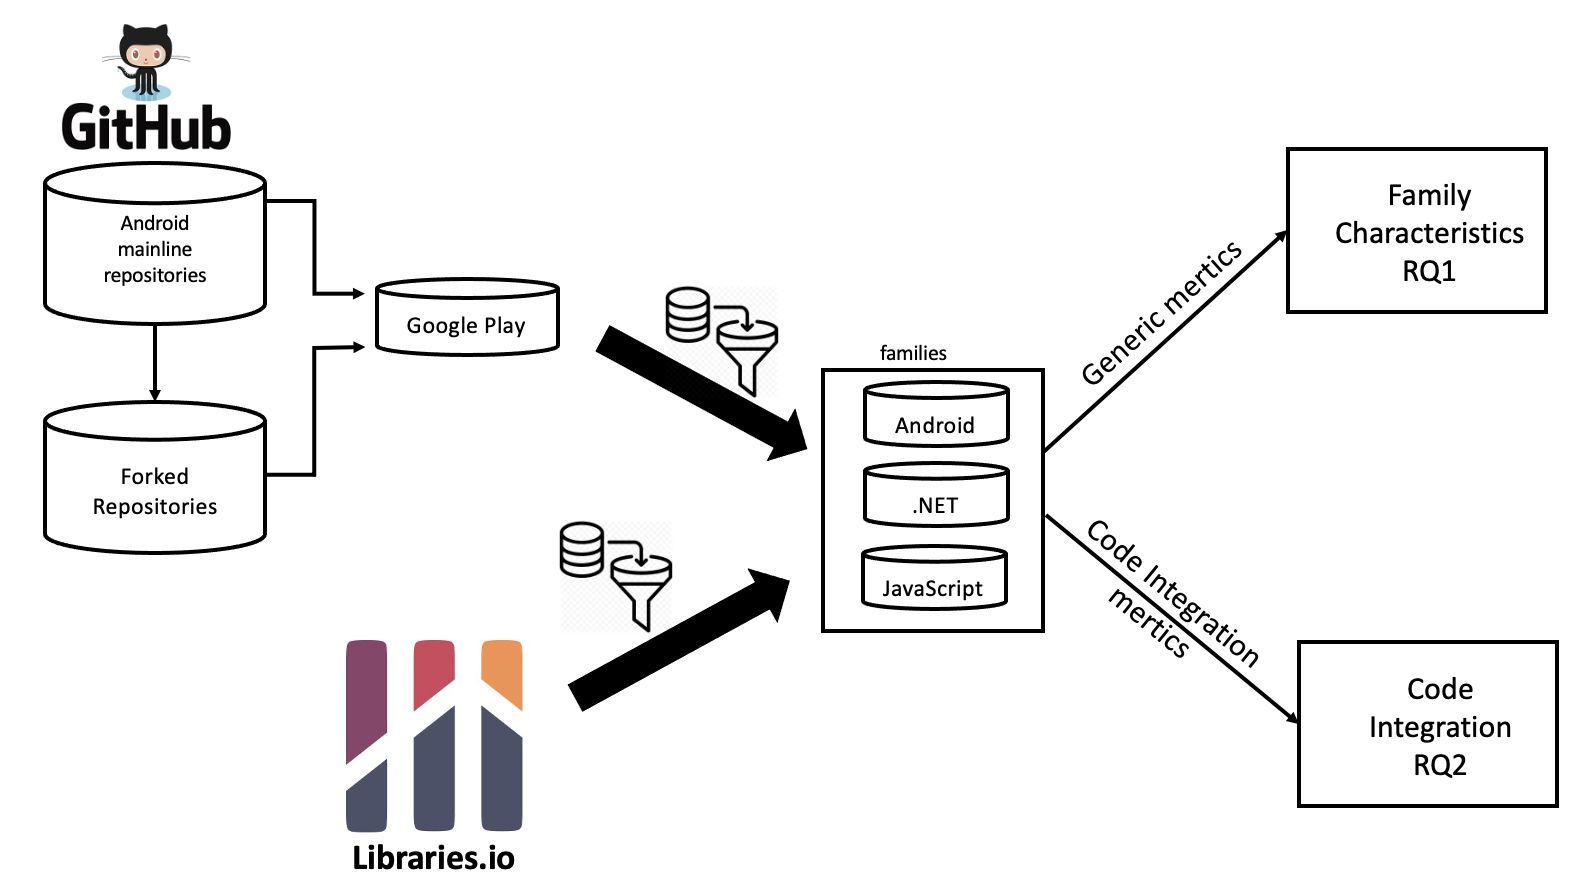 GitHub
Android
mainline
repositories
Forked
Repositories
Google Play
Libraries.io
families
Android
.NET
JavaScript
Generic mertics
Code Integration
mertics
Family
Characteristics
RQ1
Code
Integration
RQ2